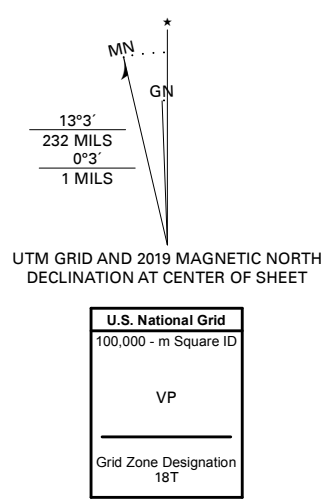 ★
MN
GN
13°3´
232 MILS
0°3´
1 MILS
UTM GRID AND 2019 MAGNETIC NORTH
DECLINATION AT CENTER OF SHEET
U.S. National Grid
100,000 - m Square ID
VP
Grid Zone Designation
18T